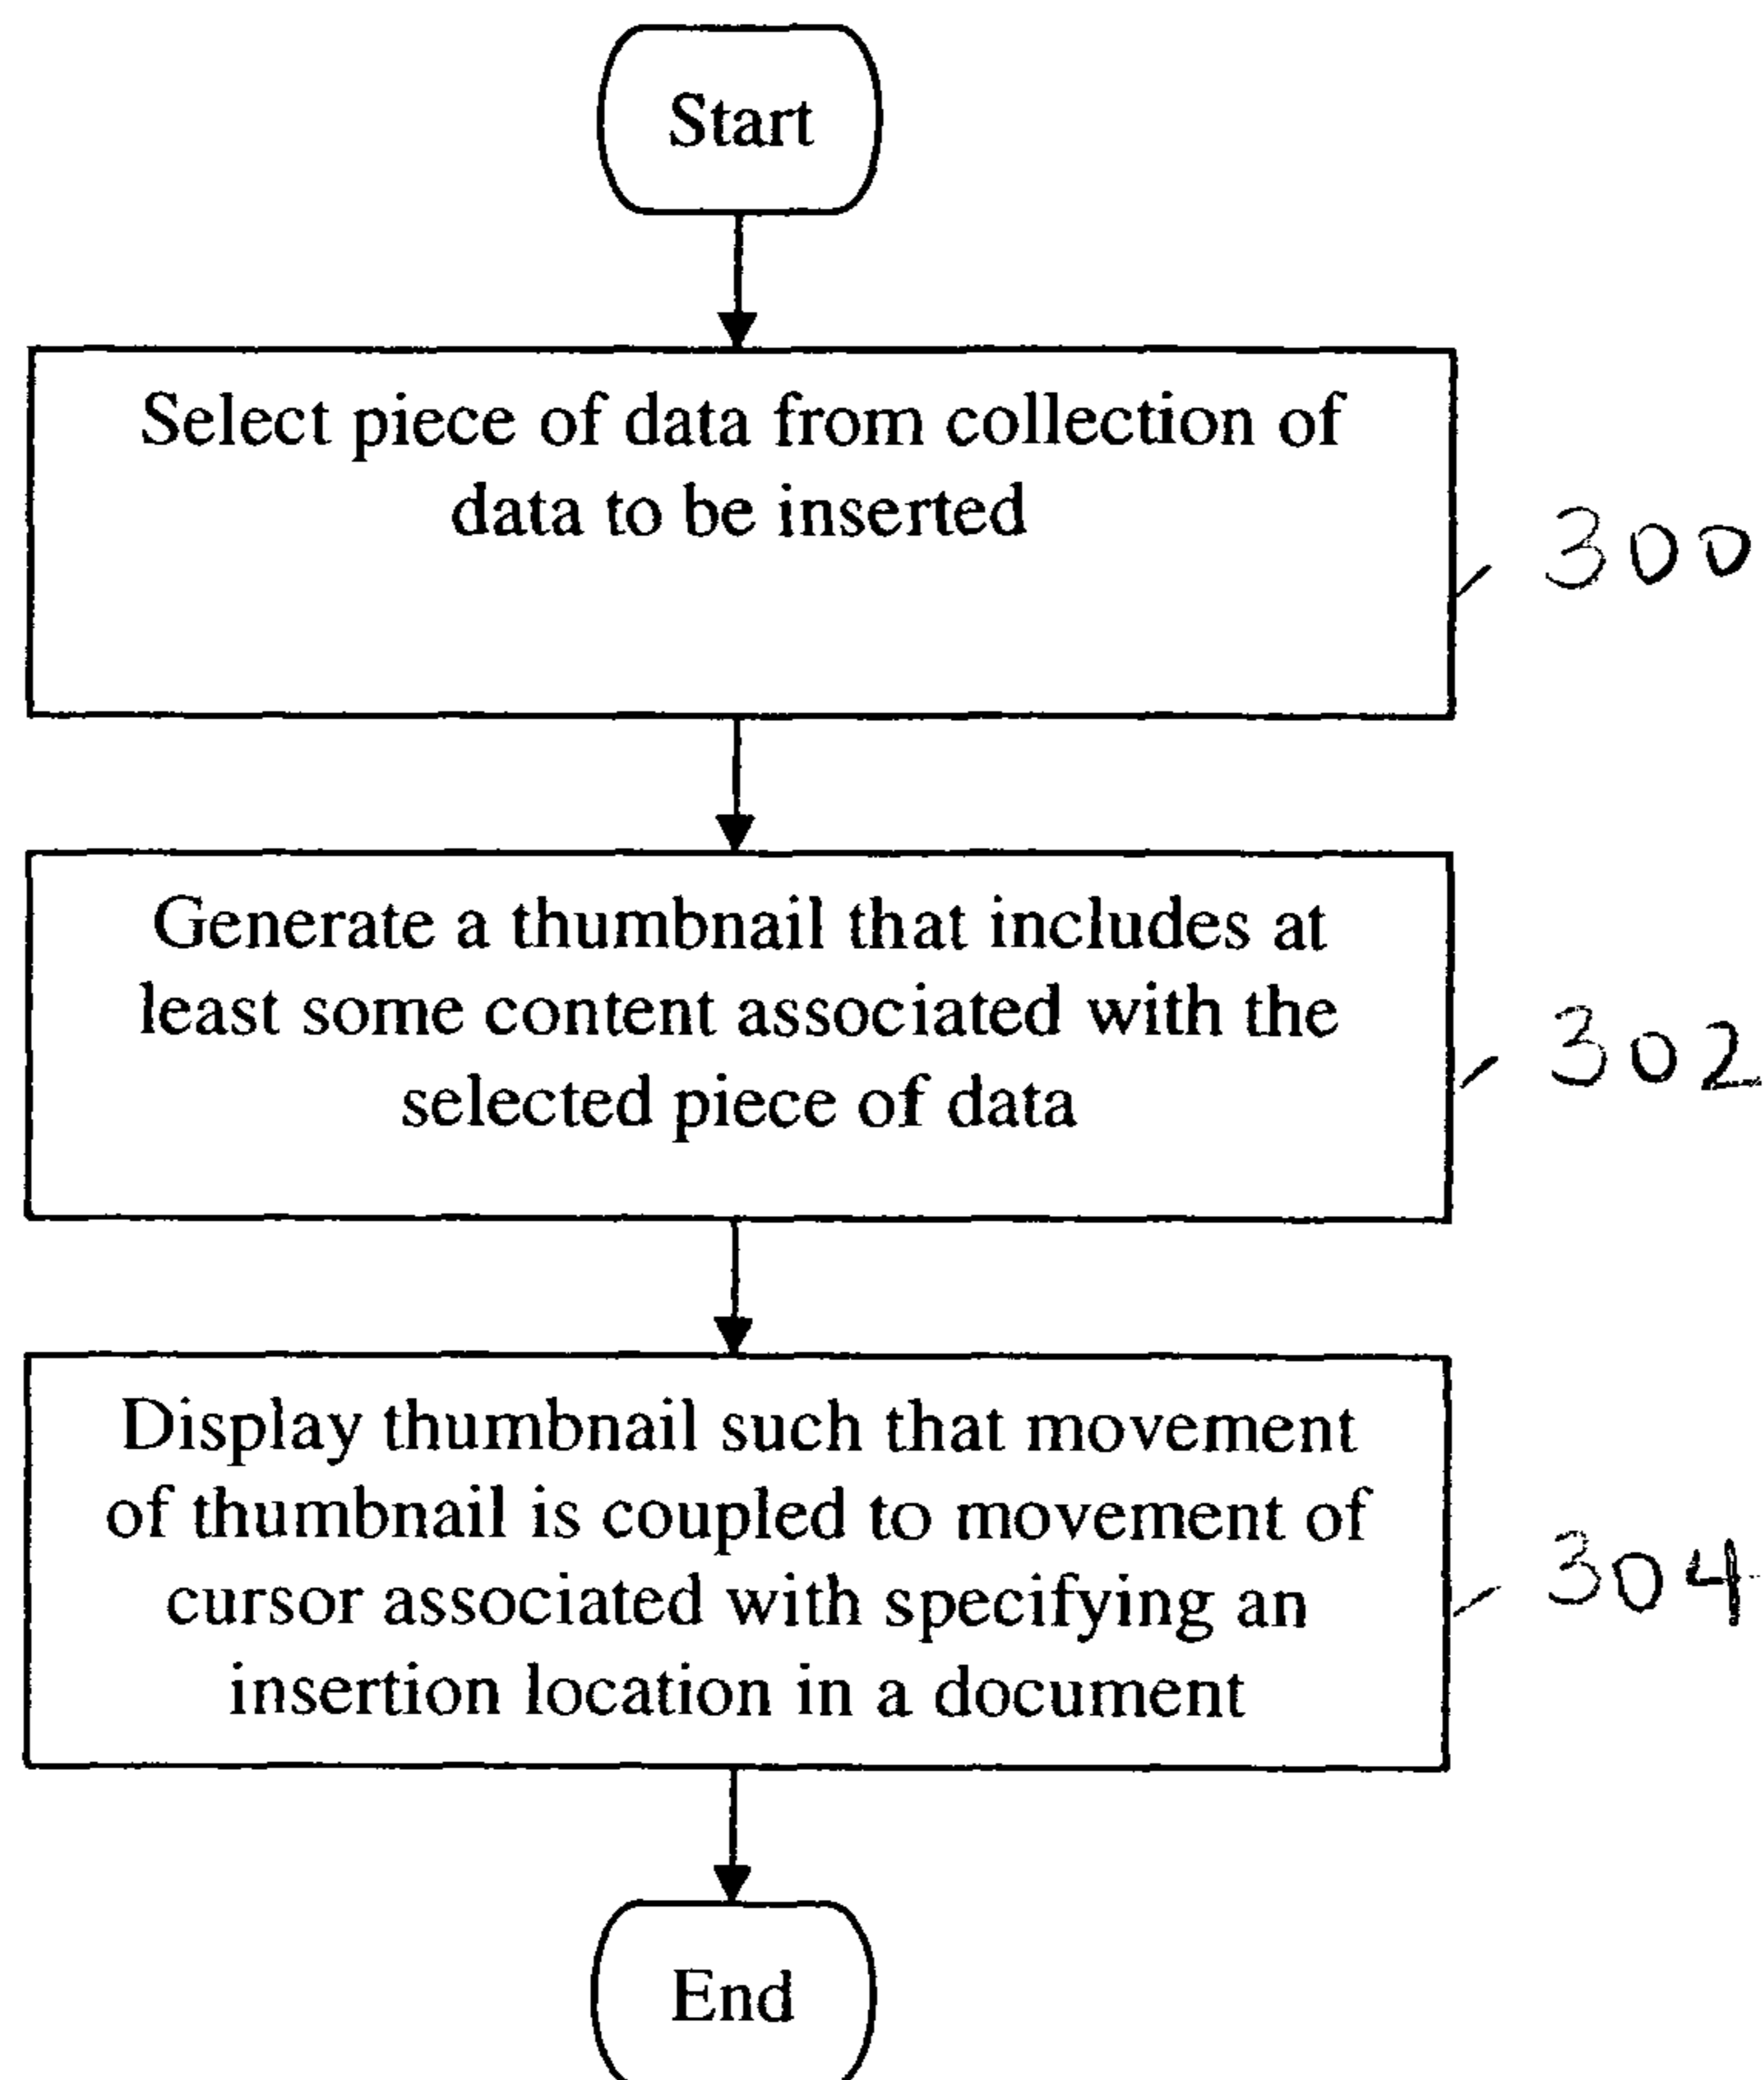 Start
Select piece of data from collection of
data to be inserted
300
Generate a thumbnail that includes at
least some content associated with the
selected piece of data
302
Display thumbnail such that movement
of thumbnail is coupled to movement of
cursor associated with specifying an
insertion location in a document
304
End